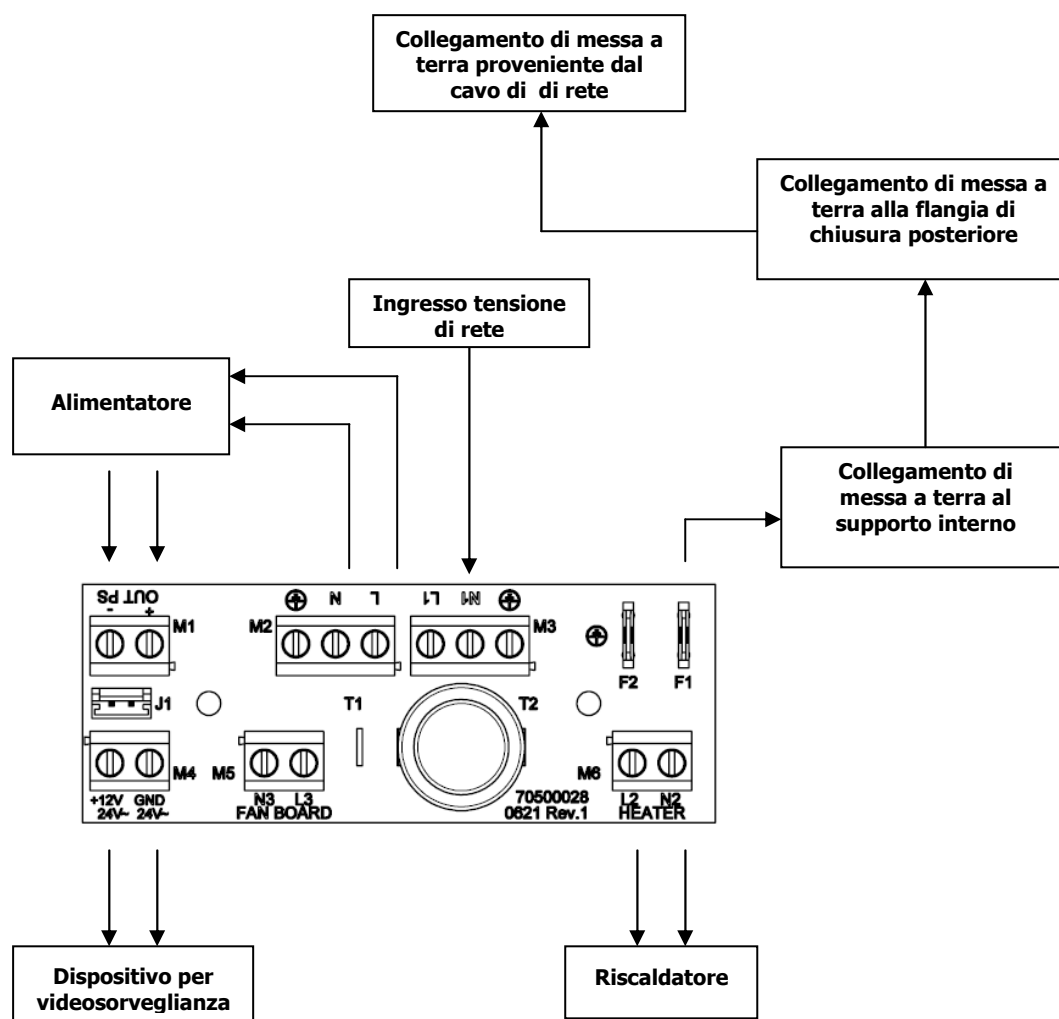 Collegamento di messa a
terra proveniente dal
cavo di di rete
Collegamento di messa a
terra alla flangia di
chiusura posteriore
Ingresso tensione
di rete
Alimentatore
Collegamento di
messa a terra al
supporto interno
OUT PS
- +
M1
M2
N L
L1 N1
M3
F2 F1
J1
T1
T2
M4
M5
M6
+12V GND
24V~ 24V~
N3 L3
FAN BOARD
70500028
0621 Rev.1
L2 N2
HEATER
Dispositivo per
videosorveglianza
Riscaldatore